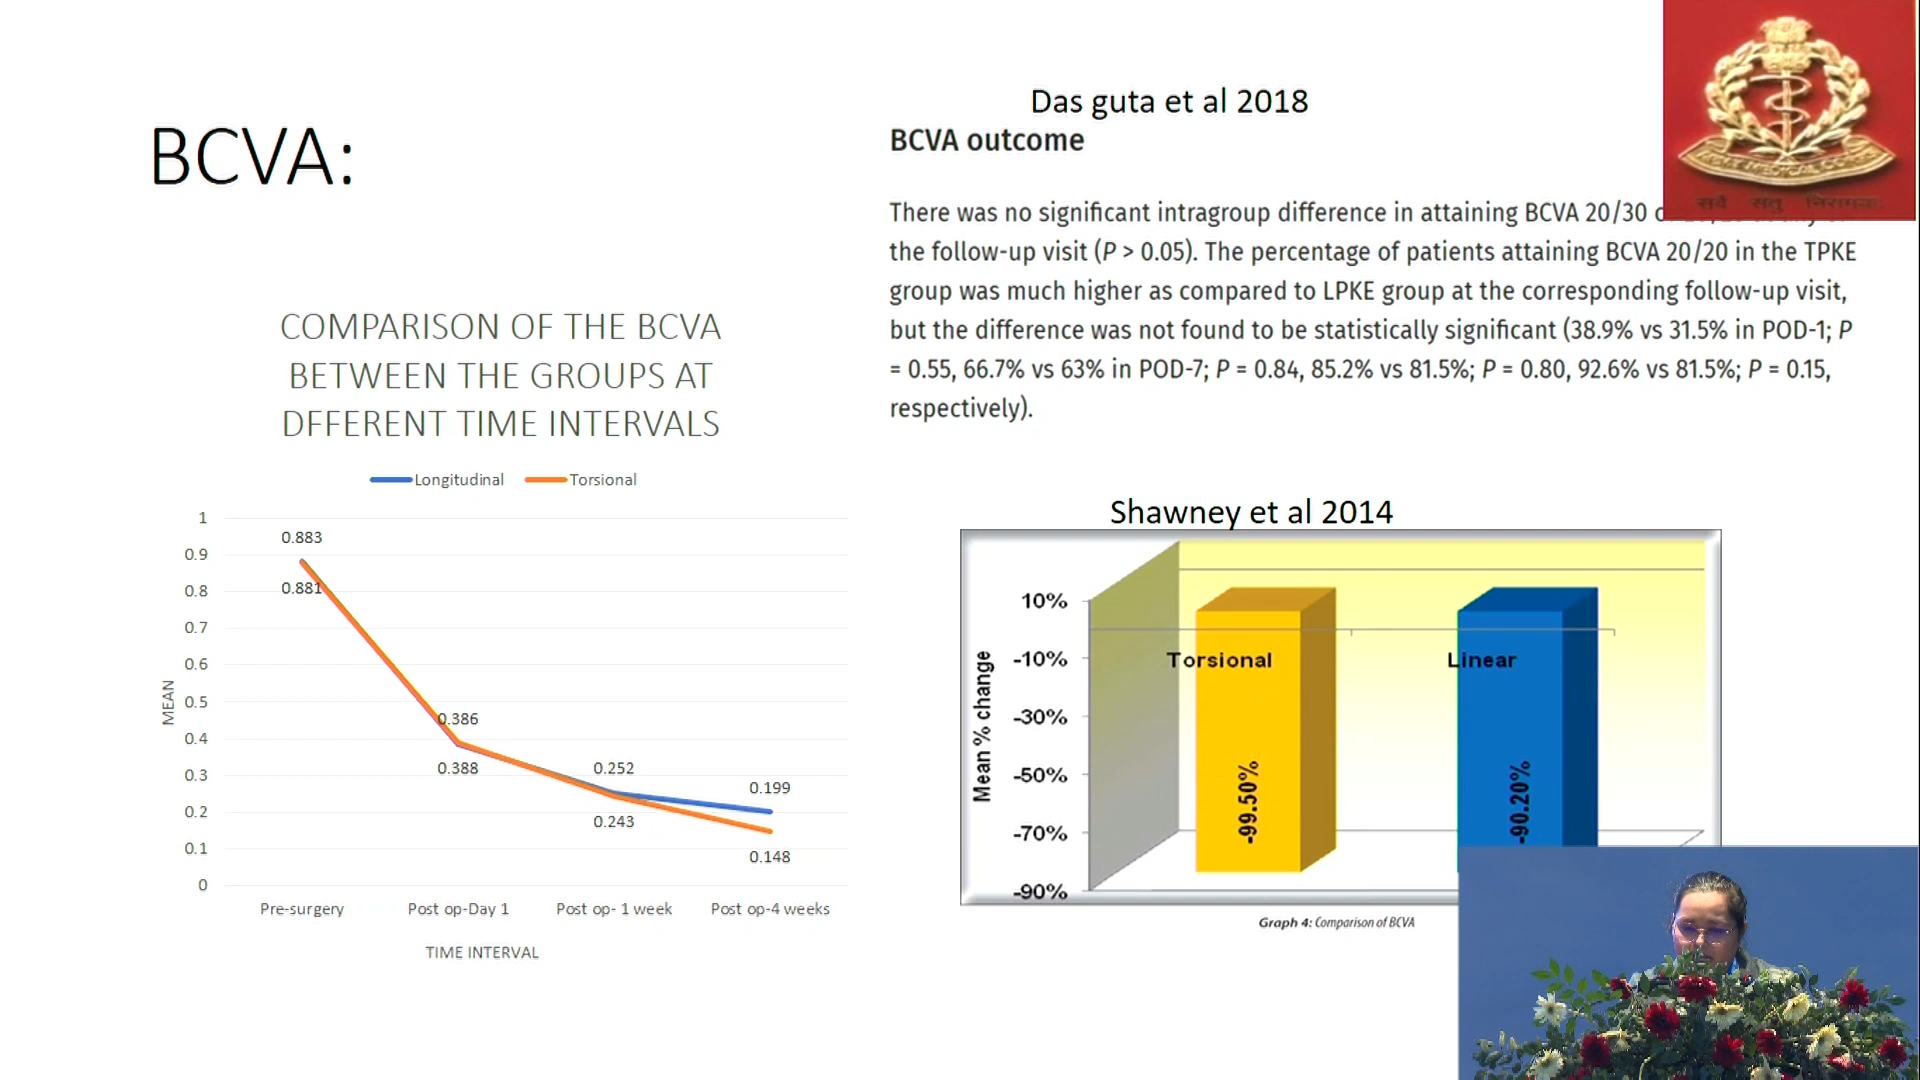 BCVA:
COMPARISON OF THE BCVA
BETWEEN THE GROUPS AT
DFFERENT TIME INTERVALS
Longitudinal Torsional
1
0.9
0.8
0.7
0.6
0.5
0.4
0.3
0.2
0.1
0
MEAN
0.883
0.881
0.386
0.388
0.252
0.243
0.199
0.148
Pre-surgery Post op-Day 1 Post op- 1 week Post op-4 weeks
TIME INTERVAL
Das guta et al 2018
BCVA outcome
There was no significant intragroup difference in attaining BCVA 20/30
the follow-up visit (P > 0.05). The percentage of patients attaining BCVA 20/20 in the TPKE
group was much higher as compared to LPKE group at the corresponding follow-up visit,
but the difference was not found to be statistically significant (38.9% vs 31.5% in POD-1; P
= 0.55, 66.7% vs 63% in POD-7; P = 0.84, 85.2% vs 81.5%; P = 0.80, 92.6% vs 81.5%; P = 0.15,
respectively).
Shawney et al 2014
10%
-10%
-30%
-50%
-70%
-90%
Mean % change
Torsional
Linear
-99.50%
-90.20%
Graph 4: Comparison of BCVA
सर्वे सन्तु निरामयाः